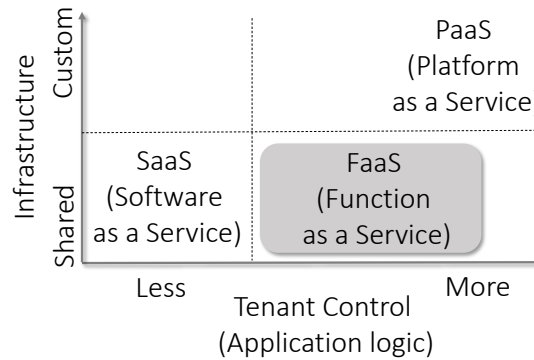 Infrastructure
Custom
Shared
PaaS
(Platform
as a Service
SaaS
(Software
as a Service)
FaaS
(Function
as a Service)
Less
More
Tenant Control
(Application logic)